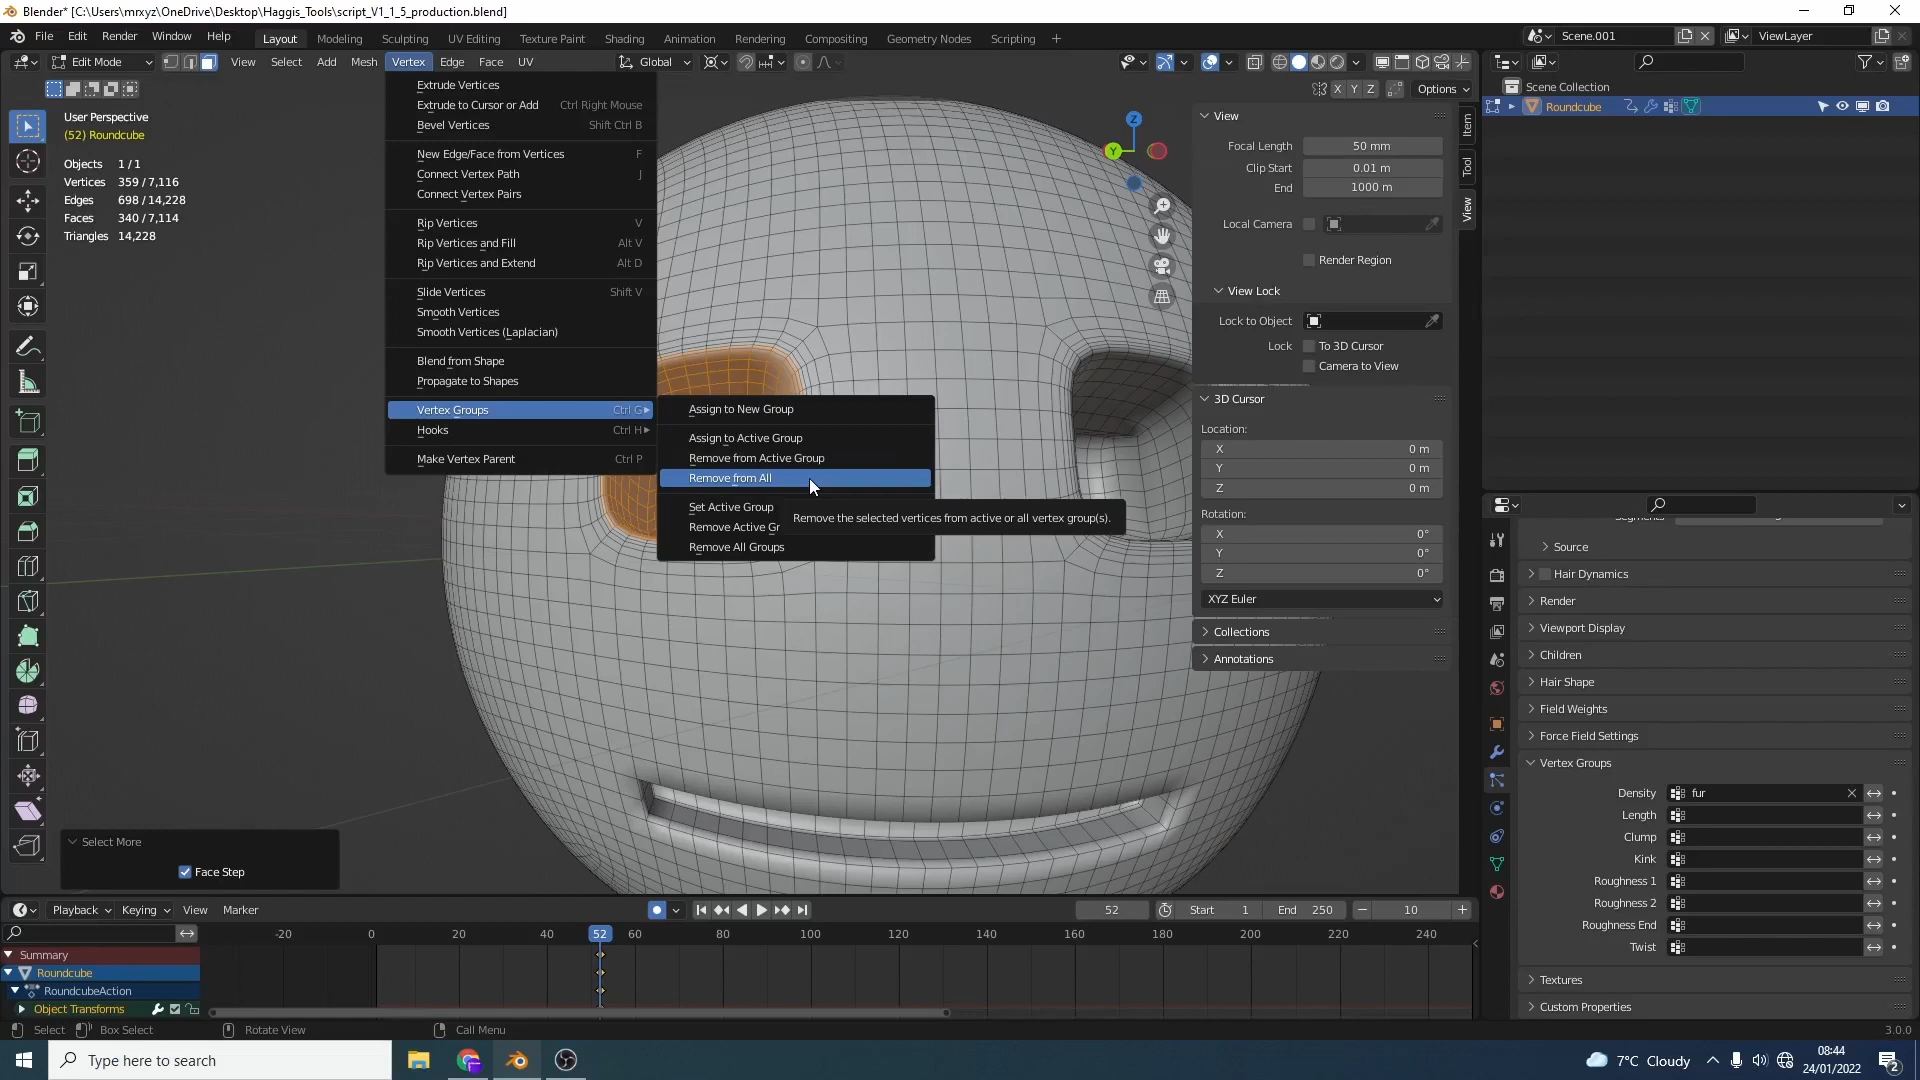 Blender* [C:\Users\mrxyz\OneDrive\Desktop\Haggis_Tools\script_V1_1_5_production.blend]
File Edit Render Window Help Layout Modeling Sculpting UV Editing Texture Paint Shading Animation Rendering Compositing Geometry Nodes Scripting + Scene.001 ViewLayer
Edit Mode View Select Add Mesh Vertex Edge Face UV Global
X Y Z Options
User Perspective
(52) Roundcube
Objects 1 / 1
Vertices 359 / 7,116
Edges 698 / 14,228
Faces 340 / 7,114
Triangles 14,228
Extrude Vertices
Extrude to Cursor or Add Ctrl Right Mouse
Bevel Vertices Shift Ctrl B
New Edge/Face from Vertices F
Connect Vertex Path J
Connect Vertex Pairs
Rip Vertices V
Rip Vertices and Fill Alt V
Rip Vertices and Extend Alt D
Slide Vertices Shift V
Smooth Vertices
Smooth Vertices (Laplacian)
Blend from Shape
Propagate to Shapes
Vertex Groups Ctrl G
Hooks Ctrl H
Make Vertex Parent Ctrl P
Assign to New Group
Assign to Active Group
Remove from Active Group
Remove from All
Set Active Group
Remove Active Gr
Remove All Groups
Remove the selected vertices from active or all vertex group(s).
Z
Y
View
Focal Length 50 mm
Clip Start 0.01 m
End 1000 m
Local Camera
Render Region
View Lock
Lock to Object
Lock To 3D Cursor
Camera to View
3D Cursor
Location:
X 0 m
Y 0 m
Z 0 m
Rotation:
X 0°
Y 0°
Z 0°
XYZ Euler
Collections
Annotations
Item
Tool
View
Scene Collection
Roundcube
Source
Hair Dynamics
Render
Viewport Display
Children
Hair Shape
Field Weights
Force Field Settings
Vertex Groups
Density fur
Length
Clump
Kink
Roughness 1
Roughness 2
Roughness End
Twist
Textures
Custom Properties
Select More
Face Step
Playback Keying View Marker 52 Start 1 End 250 10
-20 0 20 40 52 60 80 100 120 140 160 180 200 220 240
Summary
Roundcube
RoundcubeAction
Object Transforms
Select Box Select Rotate View Call Menu 3.0.0
Type here to search
7°C Cloudy
08:44
24/01/2022
2